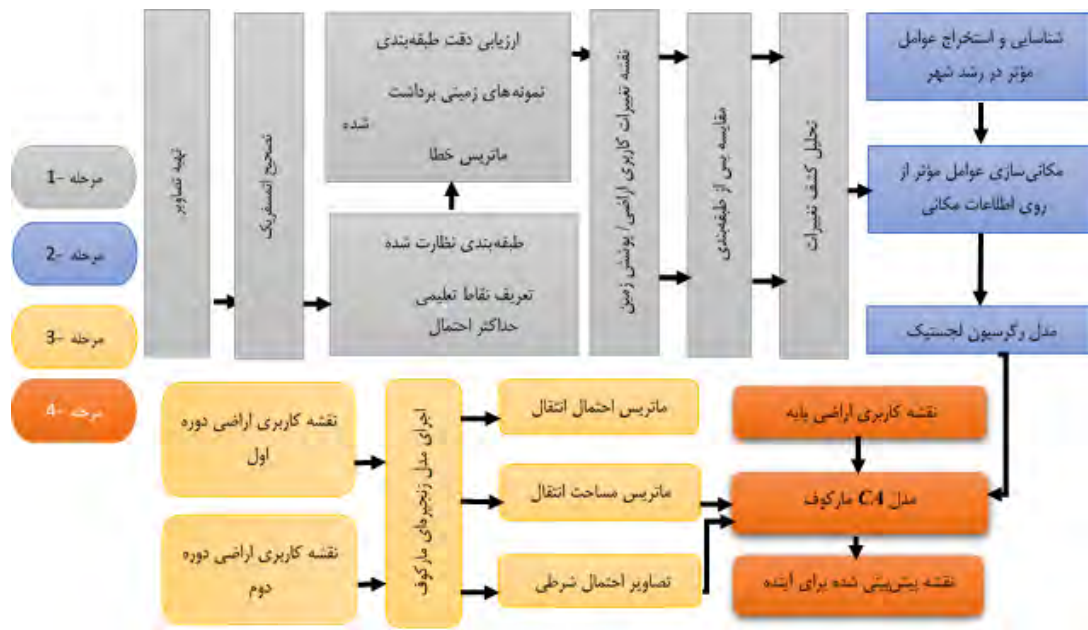 مرحله -1
مرحله -2
مرحله -3
مرحله -4
تهیه تصاویر
تصحیح اتمسفریک
ارزیابی دقت طبقه‌بندی
نمونه‌های زمینی برداشت
شده
ماتریس خطا
طبقه‌بندی نظارت شده
تعریف نقاط تعلیمی
حداکثر احتمال
نقشه تغییرات کاربری اراضی/ پوشش زمین
مقایسه پس از طبقه‌بندی
تحلیل کشف تغییرات
شناسایی و استخراج عوامل
مؤثر در رشد شهر
مکانی‌سازی عوامل مؤثر از
روی اطلاعات مکانی
مدل رگرسیون لجستیک
نقشه کاربری اراضی دوره
اول
نقشه کاربری اراضی دوره
دوم
اجرای مدل زنجیره‌ای مارکوف
ماتریس احتمال انتقال
ماتریس مساحت انتقال
تصاویر احتمال شرطی
نقشه کاربری اراضی پایه
مدل CA مارکوف
نقشه پیش‌بینی شده برای آینده